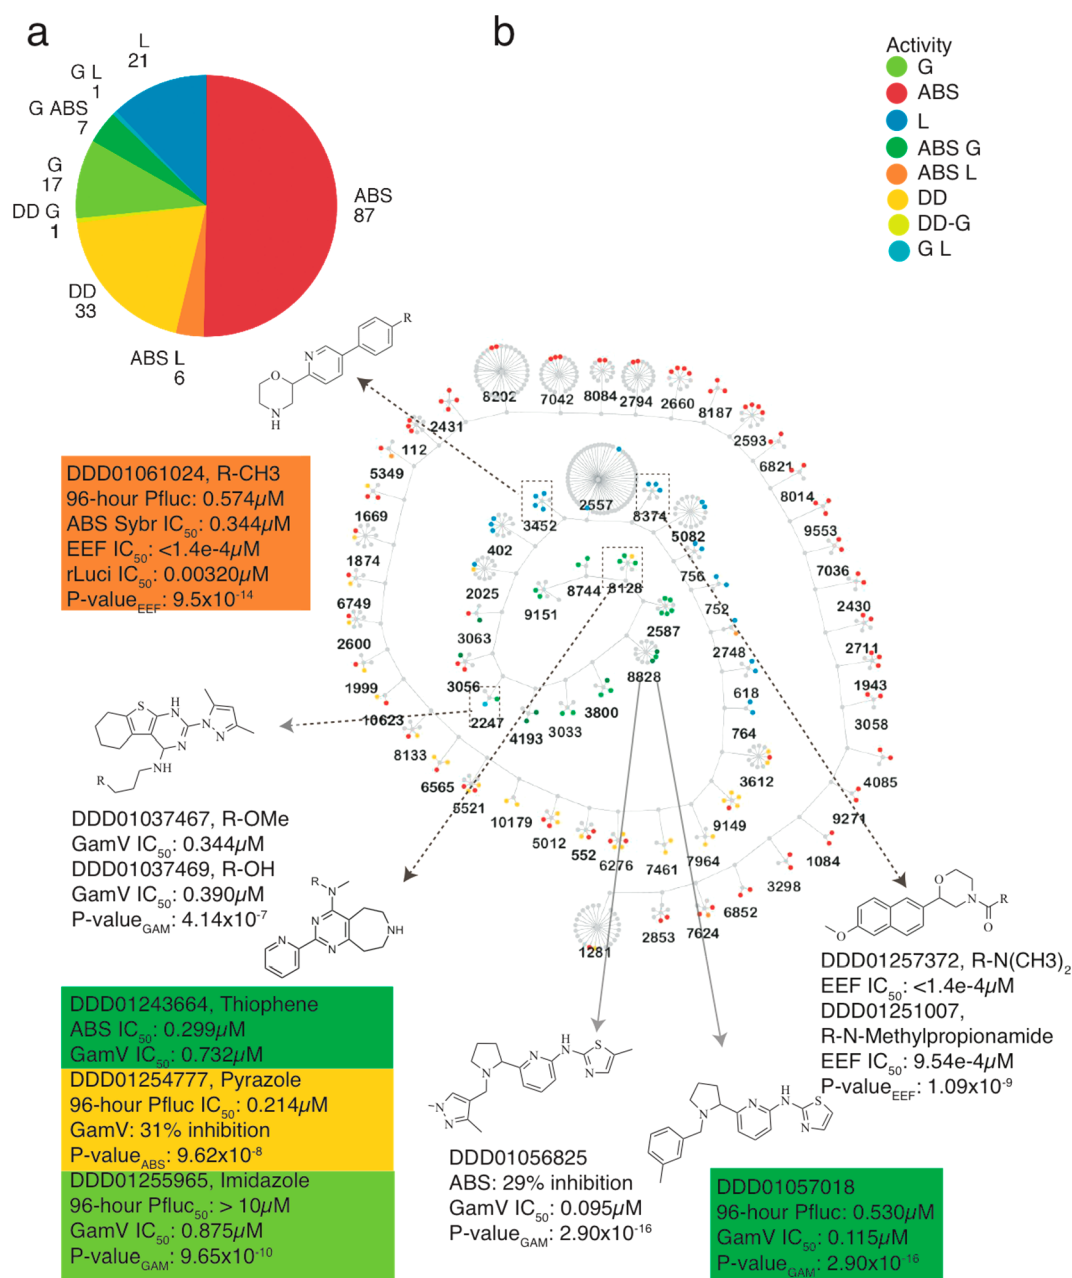 a
L
21
G L
1
G ABS
7
G
17
DD G
1
DD
33
ABS L
6
ABS
87
b
Activity
G
ABS
L
ABS G
ABS L
DD
DD-G
G L
R
N
O
N
H
DDD01061024, R-CH3
96-hour Pfluc: 0.574µM
ABS Sybr IC50: 0.344µM
EEF IC50: <1.4e-4µM
rLuci IC50: 0.00320µM
P-valueEEF: 9.5x10-14
8202
7042
8084
2794
2660
8187
2431
2593
112
6821
5349
8014
1669
2557
8374
9553
3452
5082
1874
402
7036
756
6749
2025
8744
8128
752
2430
9151
2600
3063
2587
2748
2711
1999
3056
8828
618
1943
10623
2247
4193
3033
3800
764
3058
8133
3612
6565
4085
5521
10179
9149
9271
5012
552
6276
7461
7964
1084
3298
6852
1281
2853
7624
S
H
N
N
N
N
NH
R
DDD01037467, R-OMe
GamV IC50: 0.344µM
DDD01037469, R-OH
GamV IC50: 0.390µM
P-valueGAM: 4.14x10-7
R
N
N
N
N
NH
DDD01243664, Thiophene
ABS IC50: 0.299µM
GamV IC50: 0.732µM
DDD01254777, Pyrazole
96-hour Pfluc IC50: 0.214µM
GamV: 31% inhibition
P-valueABS: 9.62x10-8
DDD01255965, Imidazole
96-hour Pfluc50: > 10µM
GamV IC50: 0.875µM
P-valueGAM: 9.65x10-10
H
N
S
N
N
N
N
N
DDD01056825
ABS: 29% inhibition
GamV IC50: 0.095µM
P-valueGAM: 2.90x10-16
H
N
S
N
N
N
DDD01057018
96-hour Pfluc: 0.530µM
GamV IC50: 0.115µM
P-valueGAM: 2.90x10-16
O
N
R
O
O
DDD01257372, R-N(CH3)2
EEF IC50: <1.4e-4µM
DDD01251007,
R-N-Methylpropionamide
EEF IC50: 9.54e-4µM
P-valueEEF: 1.09x10-9